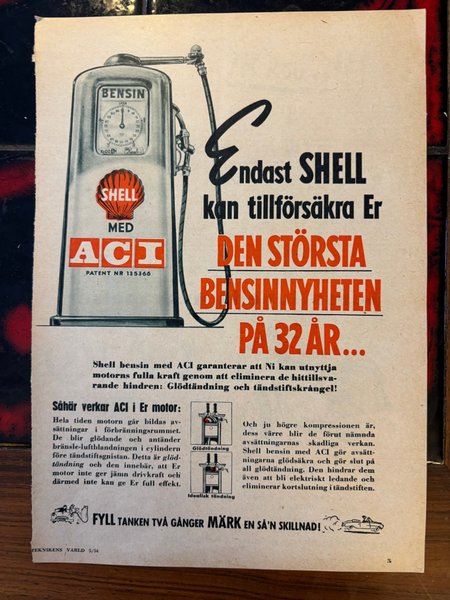 BENSIN
SHELL
MED
ACI
PATENT NR 135366
Endast SHELL
kan tillförsäkra Er
DEN STÖRSTA
BENSINNYHETEN
PÅ 32 ÅR...
Shell bensin med ACI garanterar att Ni kan utnyttja
motorns fulla kraft genom att eliminera de hittillsva-
rande hindren: Glödtändning och tändstiftskrångel!
Såhär verkar ACI i Er motor:
Hela tiden motorn går bildas av-
sättningar i förbränningsrummet.
De blir glödande och antänder
bränsle-luftblandningen i cylindern
före tändstiftsgnistan. Detta är glöd-
tändning och den innebär, att Er
motor inte ger jämn drivkraft och
därmed inte kan ge Er full effekt.
Glödtändning
Idealisk tändning
Och ju högre kompressionen är,
dess värre blir de förut nämnda
avsättningarnas skadliga verkan.
Shell bensin med ACI gör avsätt-
ningarna glödsäkra och gör slut på
all glödtändning. Den hindrar dem
även att bli elektriskt ledande och
eliminerar kortslutning i tändstiften.
FYLL TANKEN TVÅ GÅNGER MÄRK EN SÅ'N SKILLNAD!
TEKNIKENS VÄRLD 5/54
5